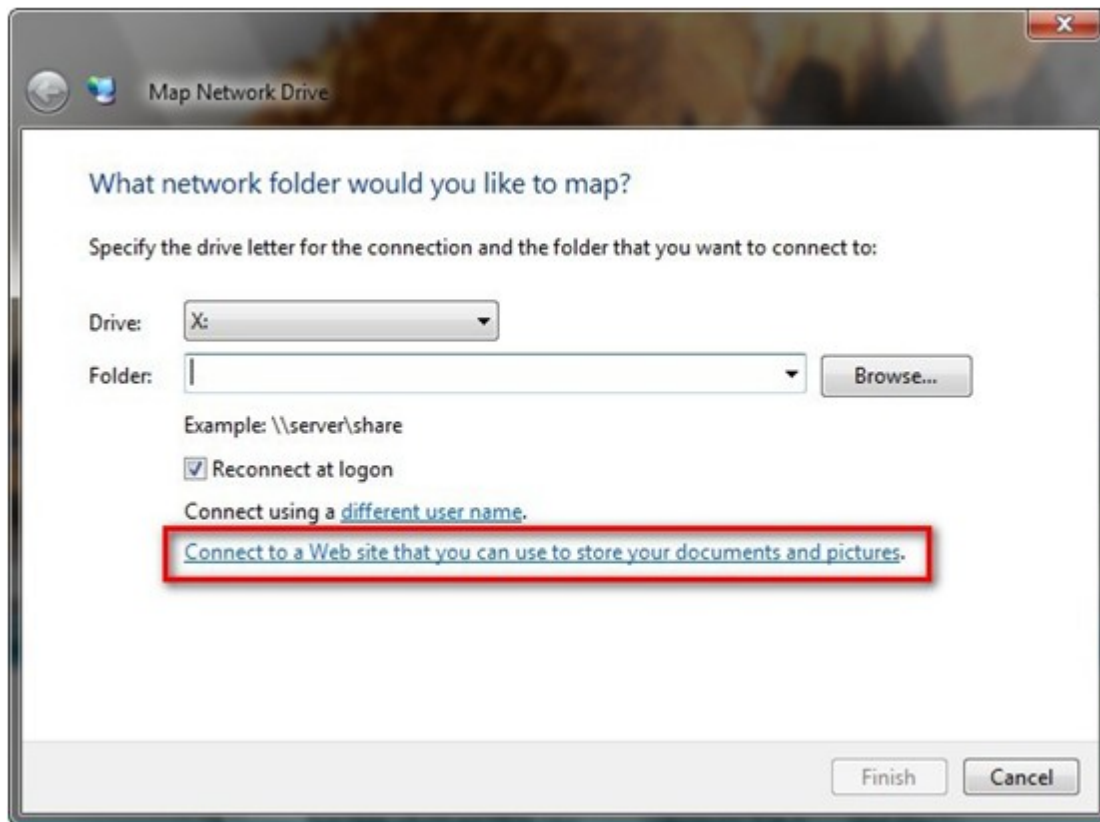 Map Network Drive
What network folder would you like to map?
Specify the drive letter for the connection and the folder that you want to connect to:
Drive: X:
Folder: Browse...
Example: \\server\share
Reconnect at logon
Connect using a different user name.
Connect to a Web site that you can use to store your documents and pictures.
Finish Cancel